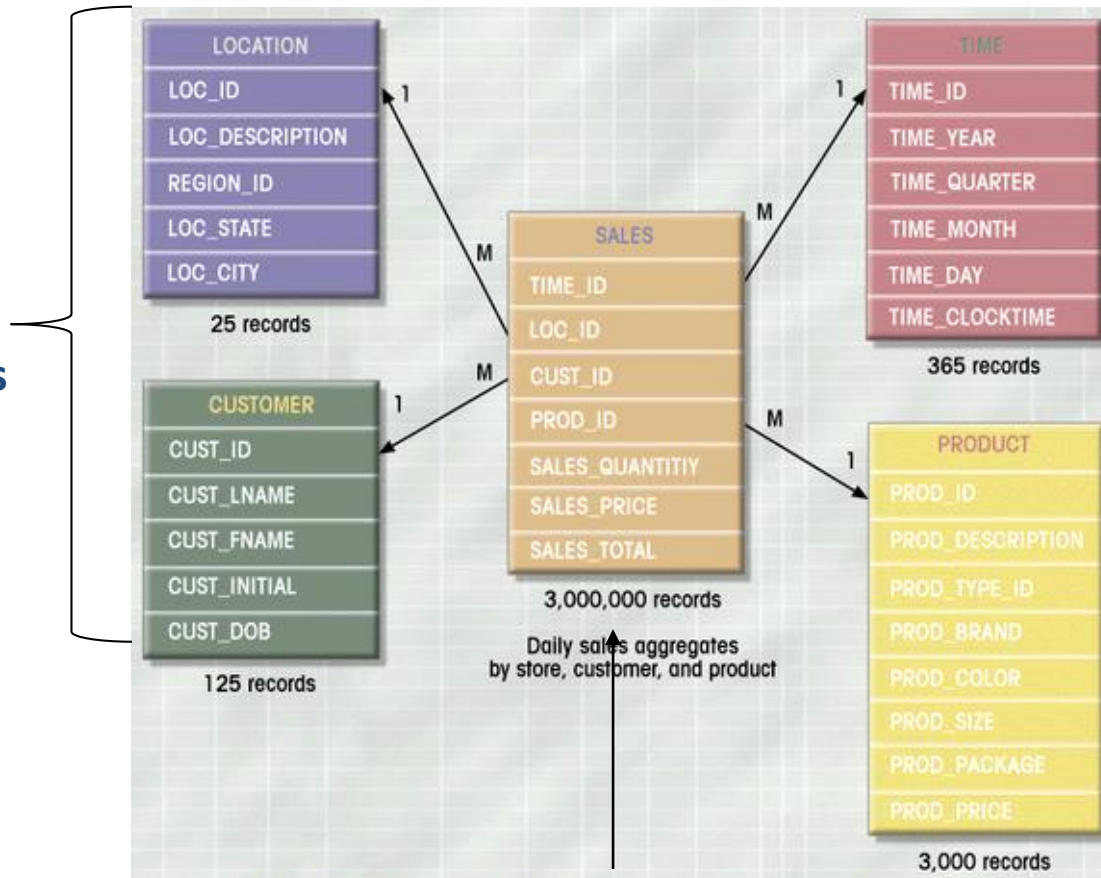 LOCATION
LOC_ID
LOC_DESCRIPTION
REGION_ID
LOC_STATE
LOC_CITY
25 records
1
M
s
CUSTOMER
CUST_ID
CUST_LNAME
CUST_FNAME
CUST_INITIAL
CUST_DOB
125 records
1
M
SALES
TIME_ID
LOC_ID
CUST_ID
PROD_ID
SALES_QUANTITIY
SALES_PRICE
SALES_TOTAL
3,000,000 records
Daily sales aggregates
by store, customer, and product
TIME
TIME_ID
TIME_YEAR
TIME_QUARTER
TIME_MONTH
TIME_DAY
TIME_CLOCKTIME
365 records
1
M
PRODUCT
PROD_ID
PROD_DESCRIPTION
PROD_TYPE_ID
PROD_BRAND
PROD_COLOR
PROD_SIZE
PROD_PACKAGE
PROD_PRICE
3,000 records
M
1